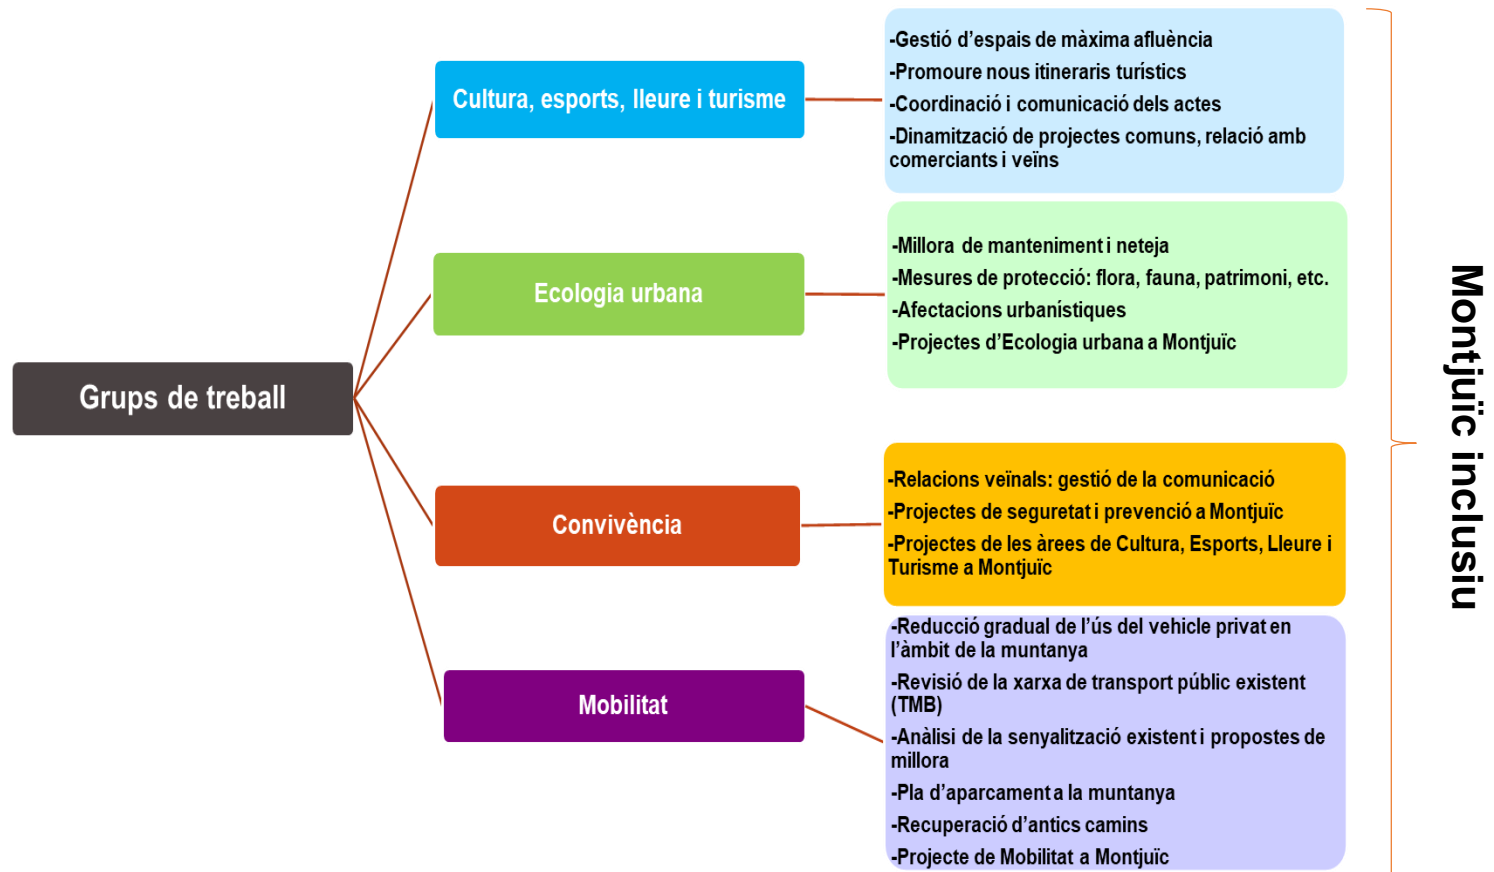 Grups de treball
Cultura, esports, lleure i turisme
-Gestió d’espais de màxima afluència
-Promoure nous itineraris turístics
-Coordinació i comunicació dels actes
-Dinamització de projectes comuns, relació amb
comerciants i veïns
Ecologia urbana
-Millora de manteniment i neteja
-Mesures de protecció: flora, fauna, patrimoni, etc.
-Afectacions urbanístiques
-Projectes d’Ecologia urbana a Montjuïc
Convivència
-Relacions veïnals: gestió de la comunicació
-Projectes de seguretat i prevenció a Montjuïc
-Projectes de les àrees de Cultura, Esports, Lleure i
Turisme a Montjuïc
Mobilitat
-Reducció gradual de l’ús del vehicle privat en
l’àmbit de la muntanya
-Revisió de la xarxa de transport públic existent
(TMB)
-Anàlisi de la senyalització existent i propostes de
millora
-Pla d’aparcament a la muntanya
-Recuperació d’antics camins
-Projecte de Mobilitat a Montjuïc
Montjuïc inclusiu